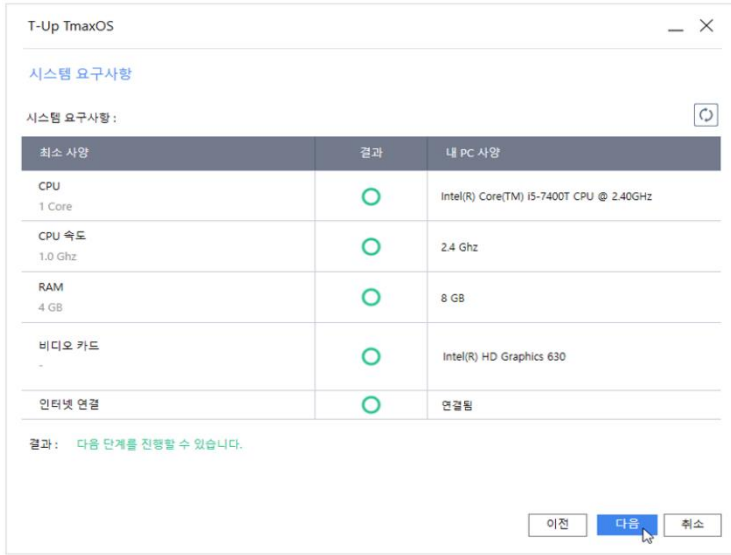 T-Up TmaxOS
시스템 요구사항
시스템 요구사항 :
최소 사양 결과 내 PC 사양
CPU
1 Core
Intel(R) Core(TM) i5-7400T CPU @ 2.40GHz
CPU 속도
1.0 Ghz
2.4 Ghz
RAM
4 GB
8 GB
비디오 카드
-
Intel(R) HD Graphics 630
인터넷 연결 연결됨
결과 : 다음 단계를 진행할 수 있습니다.
이전 다음 취소